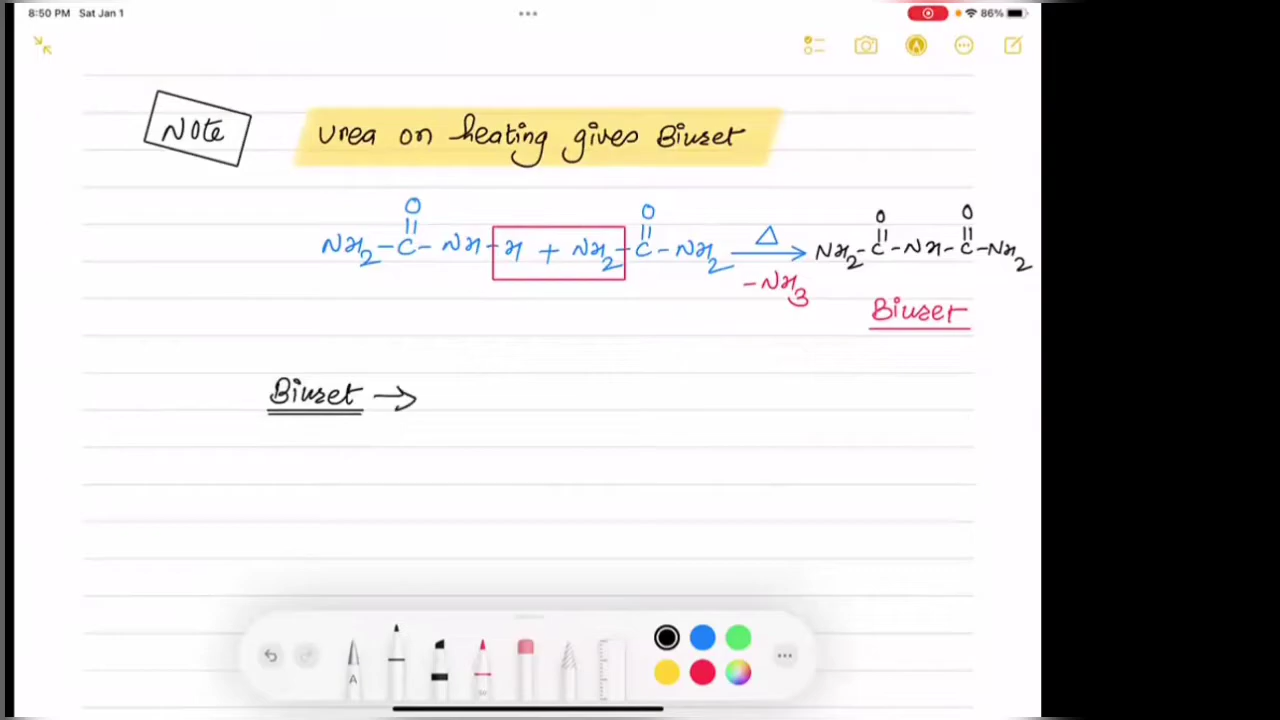 8:50 PM Sat Jan 1
86%
Note
Urea on heating gives Biuret
O O O O
NH2-C-NH-H + NH2-C-NH2 △ NH2-C-NH-C-NH2
-NH3
Biuret
Biuret →
A